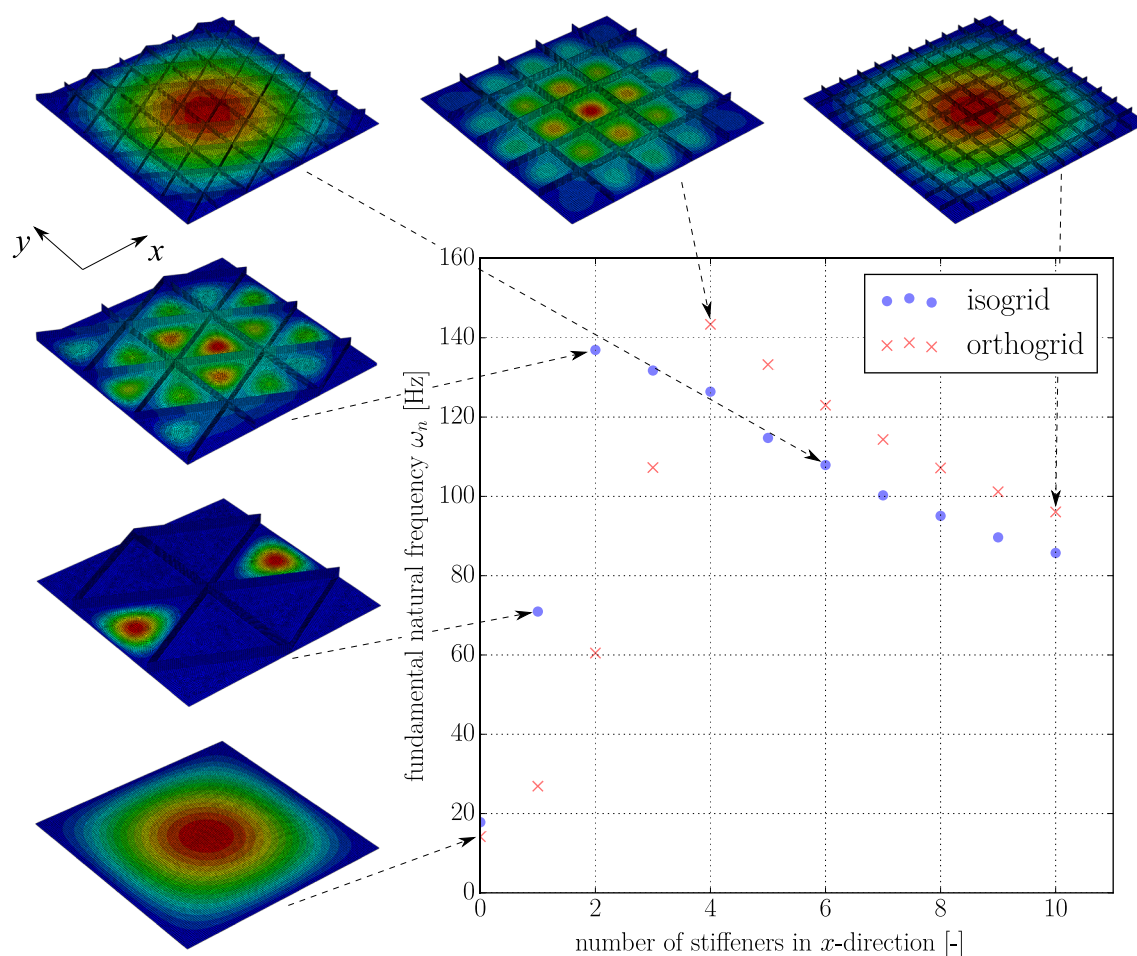 y
x
160
140
120
100
80
60
40
20
0
fundamental natural frequency ωₙ [Hz]
isogrid
orthogrid
0 2 4 6 8 10
number of stiffeners in x-direction [-]